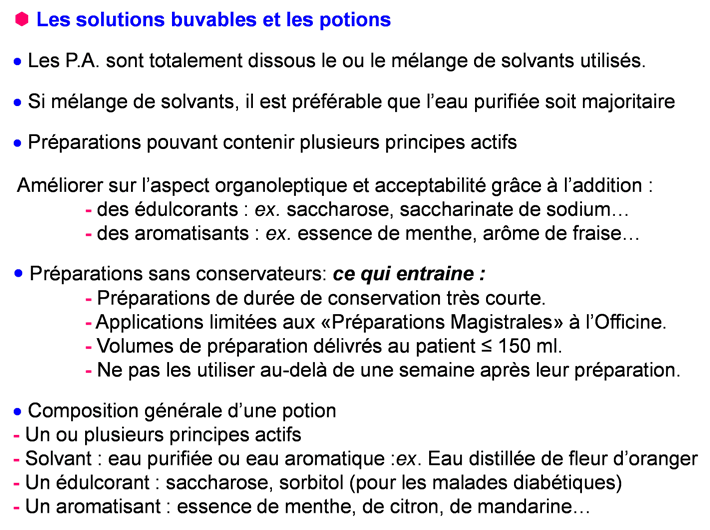 Les solutions buvables et les potions
• Les P.A. sont totalement dissous le ou le mélange de solvants utilisés.
• Si mélange de solvants, il est préférable que l’eau purifiée soit majoritaire
• Préparations pouvant contenir plusieurs principes actifs
Améliorer sur l’aspect organoleptique et acceptabilité grâce à l’addition :
- des édulcorants : ex. saccharose, saccharinate de sodium…
- des aromatisants : ex. essence de menthe, arôme de fraise…
• Préparations sans conservateurs: ce qui entraine :
- Préparations de durée de conservation très courte.
- Applications limitées aux «Préparations Magistrales» à l’Officine.
- Volumes de préparation délivrés au patient ≤ 150 ml.
- Ne pas les utiliser au-delà de une semaine après leur préparation.
• Composition générale d’une potion
- Un ou plusieurs principes actifs
- Solvant : eau purifiée ou eau aromatique :ex. Eau distillée de fleur d’oranger
- Un édulcorant : saccharose, sorbitol (pour les malades diabétiques)
- Un aromatisant : essence de menthe, de citron, de mandarine…